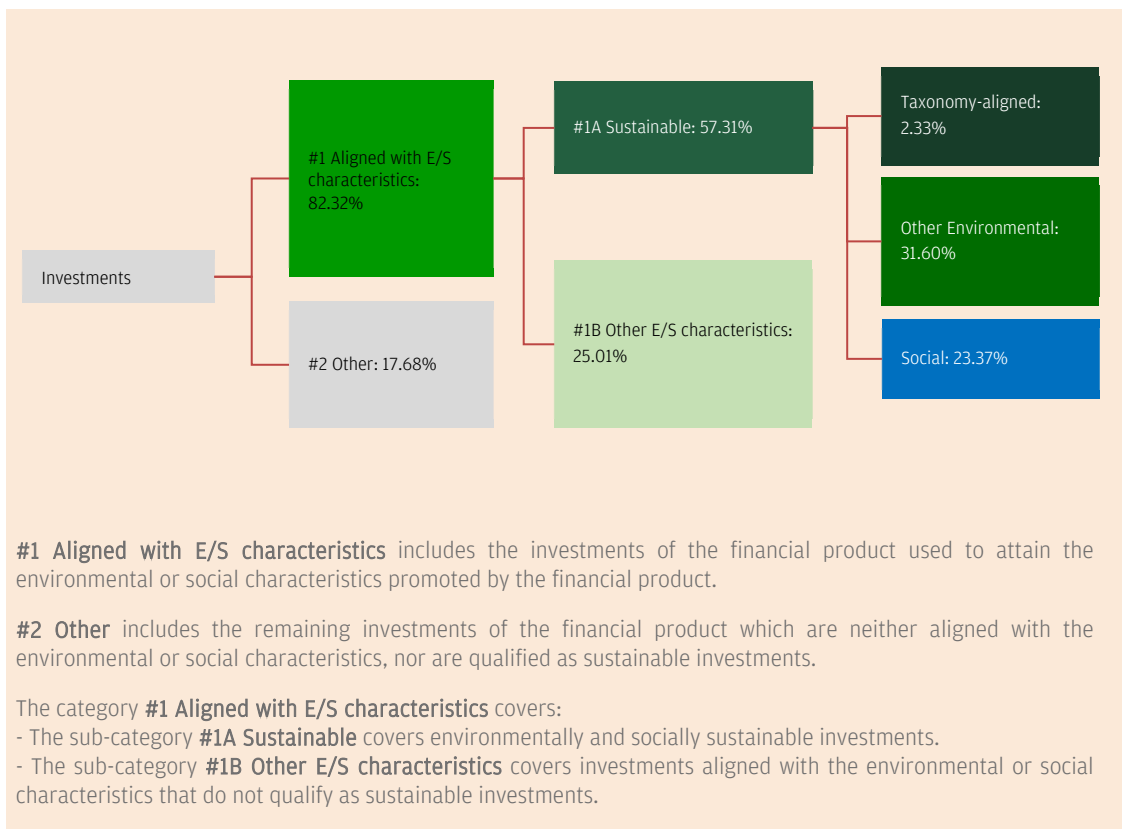 Investments
#1 Aligned with E/S
characteristics:
82.32%
#2 Other: 17.68%
#1A Sustainable: 57.31%
#1B Other E/S characteristics:
25.01%
Taxonomy-aligned:
2.33%
Other Environmental:
31.60%
Social: 23.37%
#1 Aligned with E/S characteristics includes the investments of the financial product used to attain the
environmental or social characteristics promoted by the financial product.
#2 Other includes the remaining investments of the financial product which are neither aligned with the
environmental or social characteristics, nor are qualified as sustainable investments.
The category #1 Aligned with E/S characteristics covers:
- The sub-category #1A Sustainable covers environmentally and socially sustainable investments.
- The sub-category #1B Other E/S characteristics covers investments aligned with the environmental or social
characteristics that do not qualify as sustainable investments.